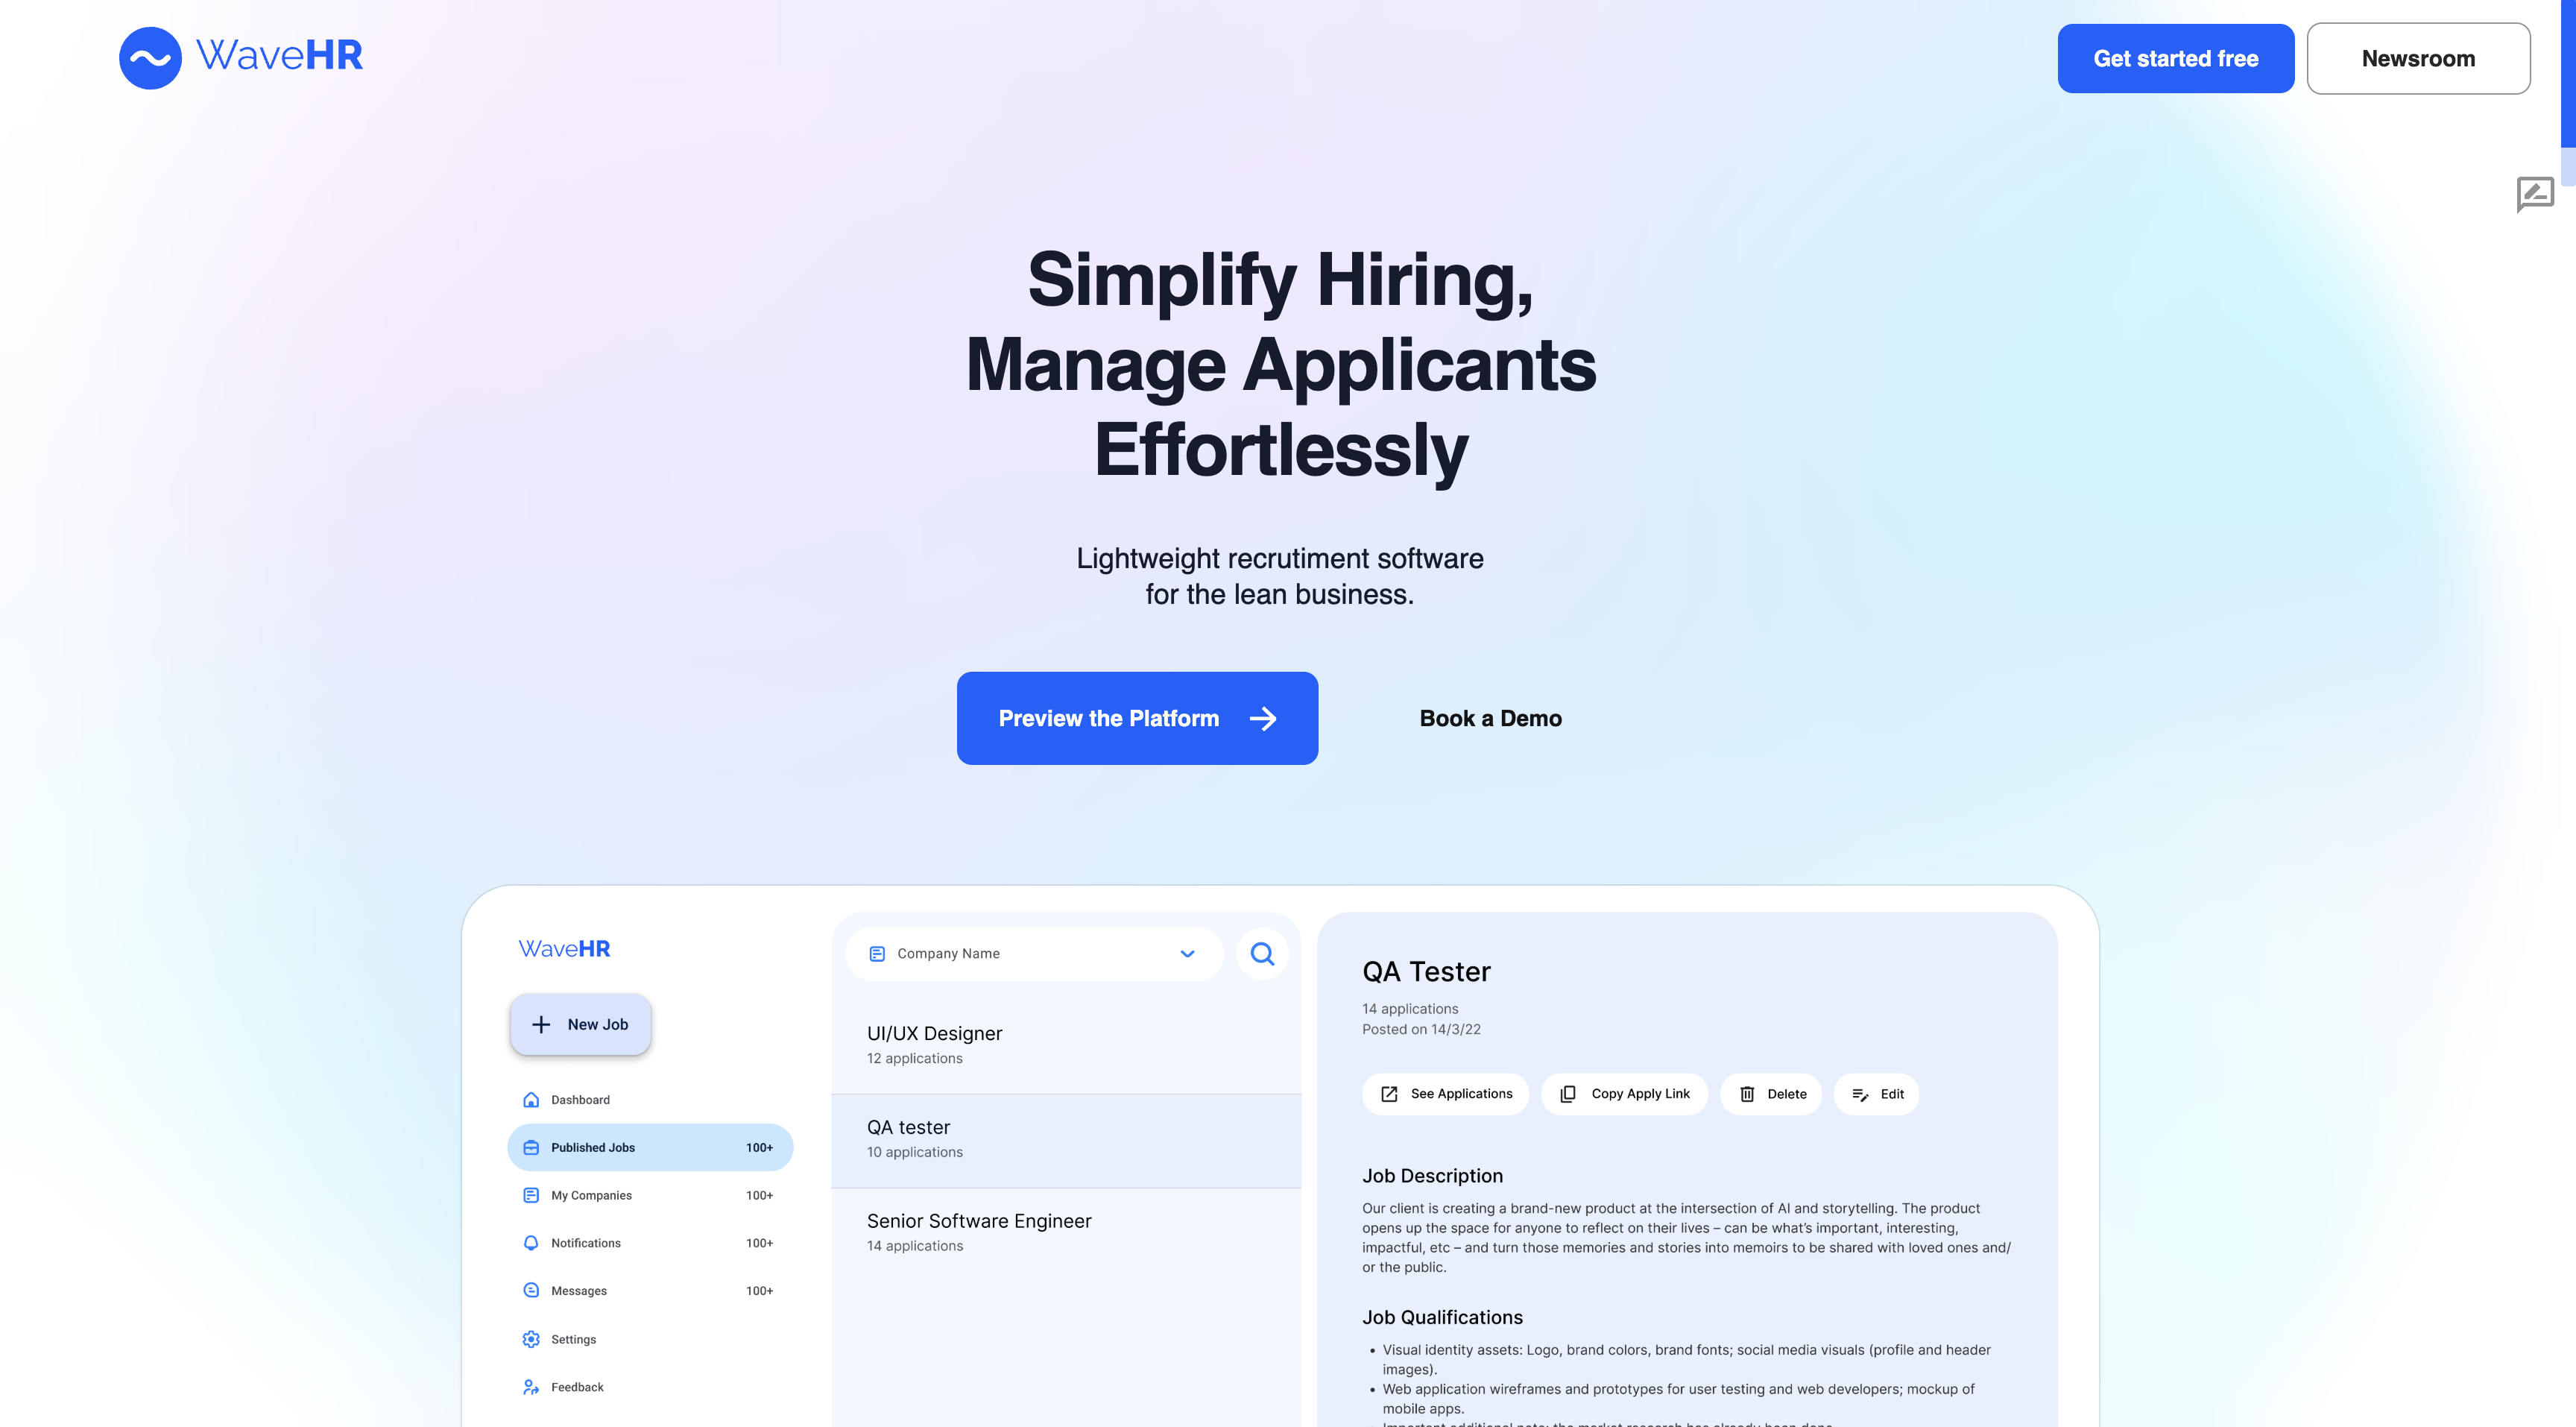 WaveHR
Get started free
Newsroom
Simplify Hiring,
Manage Applicants
Effortlessly
Lightweight recrutiment software
for the lean business.
Preview the Platform
Book a Demo
WaveHR
New Job
Dashboard
Published Jobs 100+
My Companies 100+
Notifications 100+
Messages 100+
Settings
Feedback
Company Name
UI/UX Designer
12 applications
QA tester
10 applications
Senior Software Engineer
14 applications
QA Tester
14 applications
Posted on 14/3/22
See Applications
Copy Apply Link
Delete
Edit
Job Description
Our client is creating a brand-new product at the intersection of AI and storytelling. The product
opens up the space for anyone to reflect on their lives – can be what’s important, interesting,
impactful, etc – and turn those memories and stories into memoirs to be shared with loved ones and/
or the public.
Job Qualifications
• Visual identity assets: Logo, brand colors, brand fonts; social media visuals (profile and header
images).
• Web application wireframes and prototypes for user testing and web developers; mockup of
mobile apps.